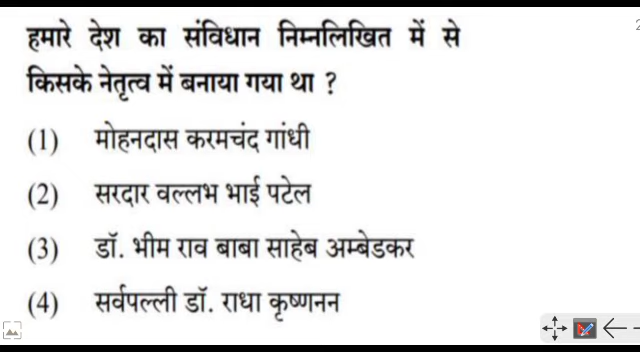 हमारे देश का संविधान निम्नलिखित में से
किसके नेतृत्व में बनाया गया था ?
(1) मोहनदास करमचंद गांधी
(2) सरदार वल्लभ भाई पटेल
(3) डॉ. भीम राव बाबा साहेब अम्बेडकर
(4) सर्वपल्ली डॉ. राधा कृष्णनन